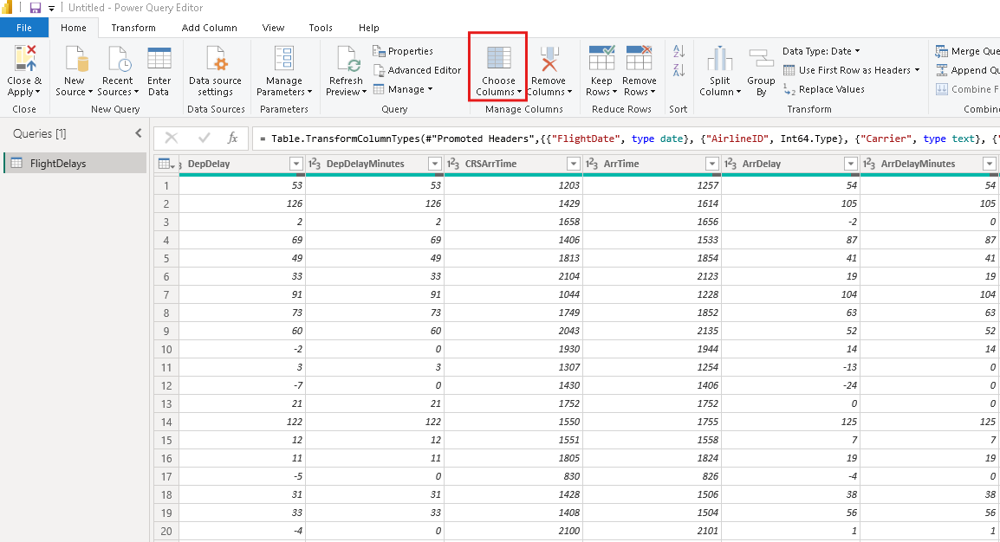 Untitled - Power Query Editor
File Home Transform Add Column View Tools Help
Close & Apply
New Source
Recent Sources
Enter Data
Data source settings
Manage Parameters
Refresh Preview
Properties
Advanced Editor
Manage
Choose Columns
Remove Columns
Keep Rows
Remove Rows
Split Column
Group By
Data Type: Date
Use First Row as Headers
Replace Values
Merge Que
Append Qu
Combine F
Close New Query Data Sources Parameters Query Manage Columns Reduce Rows Sort Transform Combin
Queries [1]
FlightDelays
= Table.TransformColumnTypes(#"Promoted Headers",{{"FlightDate", type date}, {"AirlineID", Int64.Type}, {"Carrier", type text}, {"
DepDelay DepDelayMinutes CRSArrTime ArrTime ArrDelay ArrDelayMinutes
1 53 53 1203 1257 54 54
2 126 126 1429 1614 105 105
3 2 2 1658 1656 -2 0
4 69 69 1406 1533 87 87
5 49 49 1813 1854 41 41
6 33 33 2104 2123 19 19
7 91 91 1044 1228 104 104
8 73 73 1749 1852 63 63
9 60 60 2043 2135 52 52
10 -2 0 1930 1944 14 14
11 3 3 1307 1254 -13 0
12 -7 0 1430 1406 -24 0
13 21 21 1752 1752 0 0
14 122 122 1550 1755 125 125
15 12 12 1551 1558 7 7
16 11 11 1805 1824 19 19
17 -5 0 830 826 -4 0
18 31 31 1428 1506 38 38
19 33 33 1408 1504 56 56
20 -4 0 2100 2101 1 1